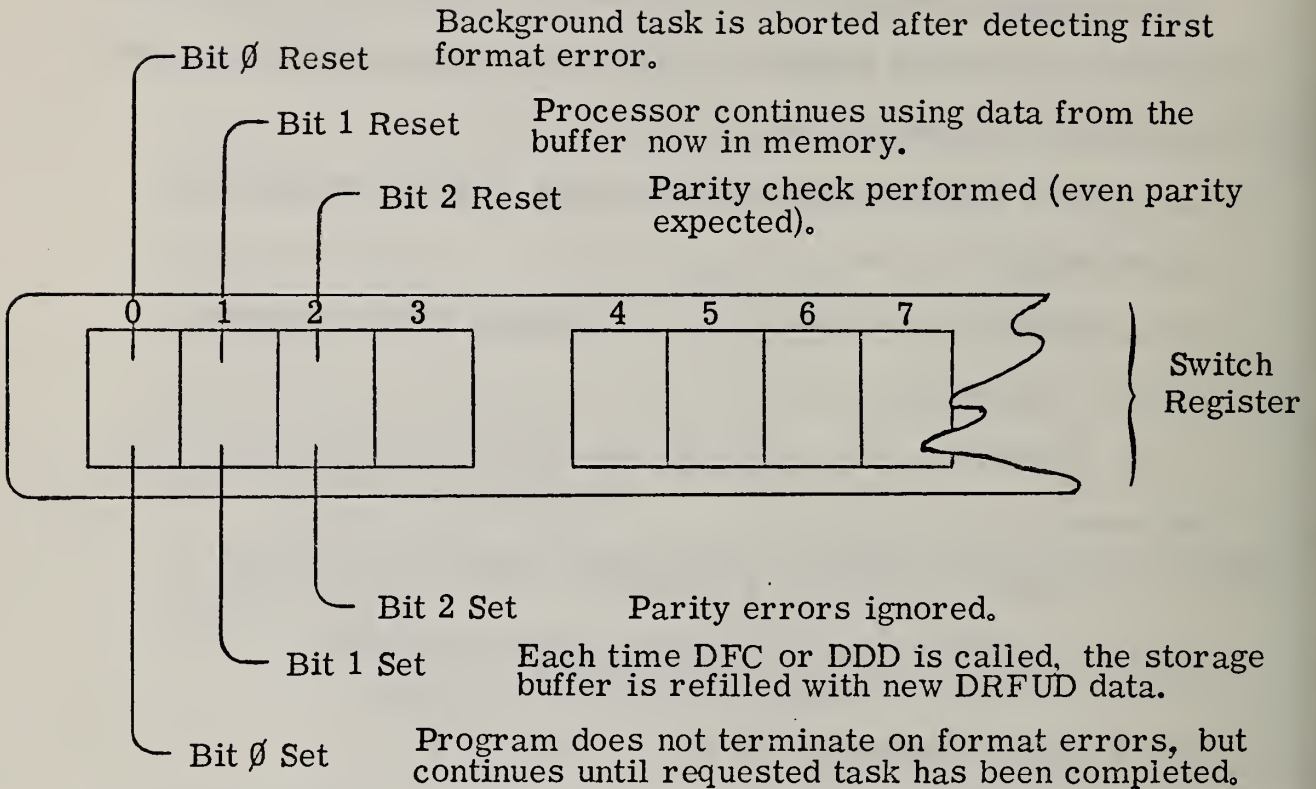 Bit Ø Reset
Background task is aborted after detecting first
format error.
Bit 1 Reset
Processor continues using data from the
buffer now in memory.
Bit 2 Reset
Parity check performed (even parity
expected).
0 1 2 3 4 5 6 7
Switch
Register
Bit 2 Set
Parity errors ignored.
Bit 1 Set
Each time DFC or DDD is called, the storage
buffer is refilled with new DRFUD data.
Bit Ø Set
Program does not terminate on format errors, but
continues until requested task has been completed.